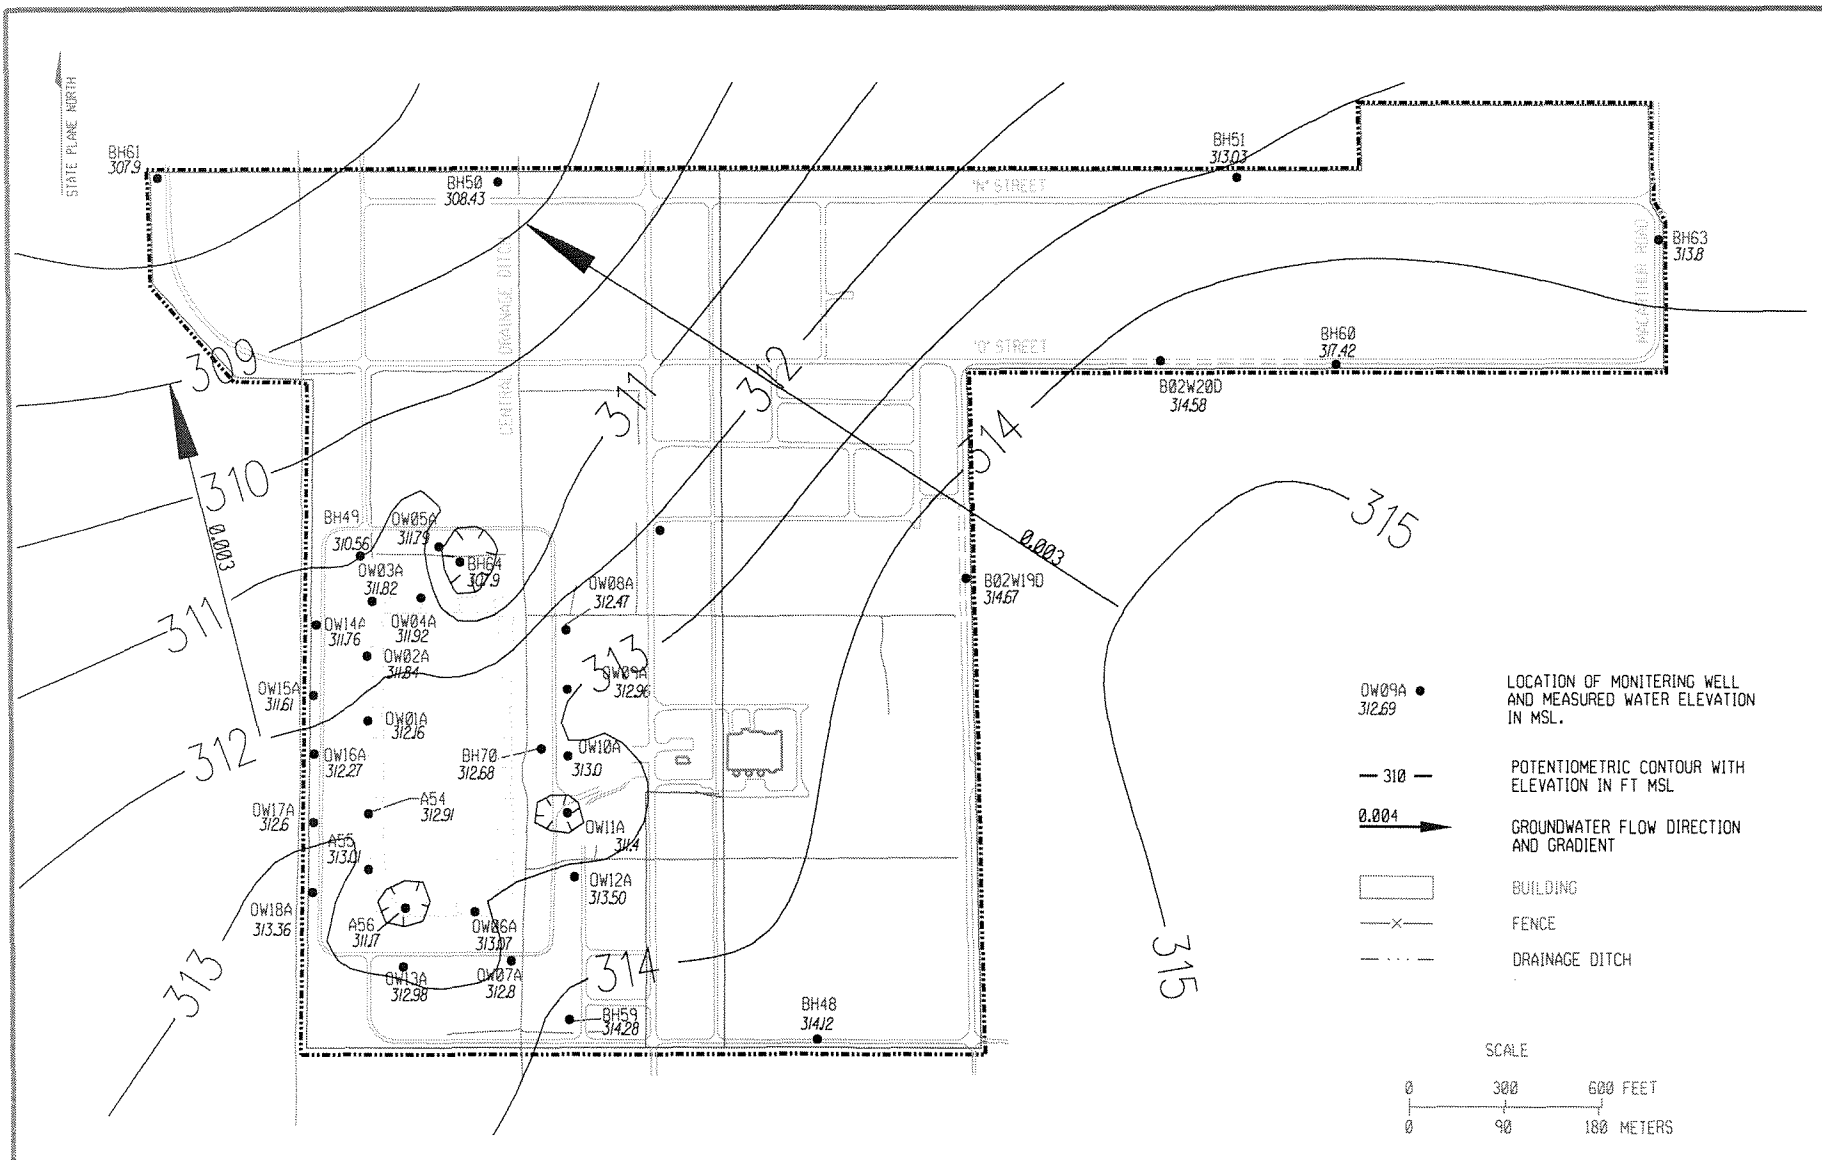 STATE PLANE NORTH
BH61
307.9
BH50
308.43
BH51
313.03
'N' STREET
BH63
313.8
MACARTHUR ROAD
CENTRAL DRAINAGE DITCH
309
312
'O' STREET
BH60
317.42
B02W20D
314.58
311
314
310
0.003
315
BH49
310.56
OW05A
311.79
BH64
307.9
0.003
B02W19D
314.67
OW03A
311.82
OW04A
311.92
OW08A
312.47
311
OW14A
311.76
OW02A
311.84
313
OW09A
312.96
OW15A
311.61
OW01A
312.16
312
OW16A
312.27
BH70
312.68
OW10A
313.0
OW17A
312.6
A54
312.91
OW11A
311.4
A55
313.01
OW12A
313.50
OW18A
313.36
A56
311.17
OW06A
313.07
313
OW13A
312.98
OW07A
312.8
314
315
BH59
314.28
BH48
314.12
OW09A
312.69
LOCATION OF MONITERING WELL
AND MEASURED WATER ELEVATION
IN MSL.
310
POTENTIOMETRIC CONTOUR WITH
ELEVATION IN FT MSL
0.004
GROUNDWATER FLOW DIRECTION
AND GRADIENT
BUILDING
FENCE
DRAINAGE DITCH
SCALE
0 300 600 FEET
0 90 180 METERS